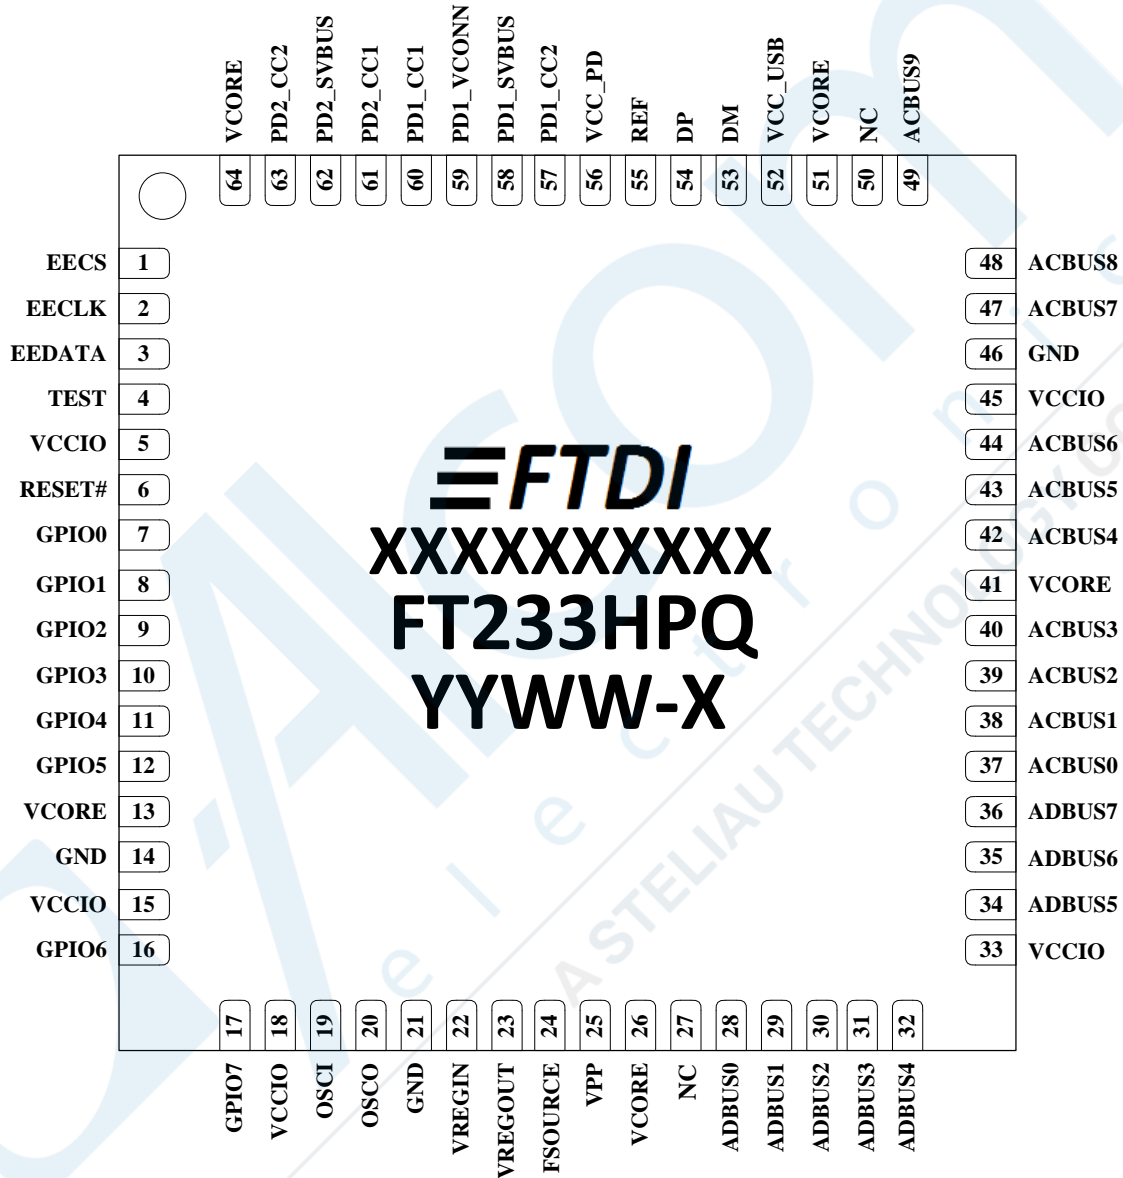 VCORE
PD2_CC2
PD2_SVBUS
PD2_CC1
PD1_CC1
PD1_VCONN
PD1_SVBUS
PD1_CC2
VCC_PD
REF
DP
DM
VCC_USB
VCORE
NC
ACBUS9
64
63
62
61
60
59
58
57
56
55
54
53
52
51
50
49
EECS 1
EECLK 2
EEDATA 3
TEST 4
VCCIO 5
RESET# 6
GPIO0 7
GPIO1 8
GPIO2 9
GPIO3 10
GPIO4 11
GPIO5 12
VCORE 13
GND 14
VCCIO 15
GPIO6 16
FTDI
XXXXXXXXXX
FT233HPQ
YYWW-X
48 ACBUS8
47 ACBUS7
46 GND
45 VCCIO
44 ACBUS6
43 ACBUS5
42 ACBUS4
41 VCORE
40 ACBUS3
39 ACBUS2
38 ACBUS1
37 ACBUS0
36 ADBUS7
35 ADBUS6
34 ADBUS5
33 VCCIO
17
18
19
20
21
22
23
24
25
26
27
28
29
30
31
32
GPIO7
VCCIO
OSCI
OSCO
GND
VREGIN
VREGOUT
FSOURCE
VPP
VCORE
NC
ADBUS0
ADBUS1
ADBUS2
ADBUS3
ADBUS4
Alcom
electronic
A STELIAU TECHNOLOGY CO